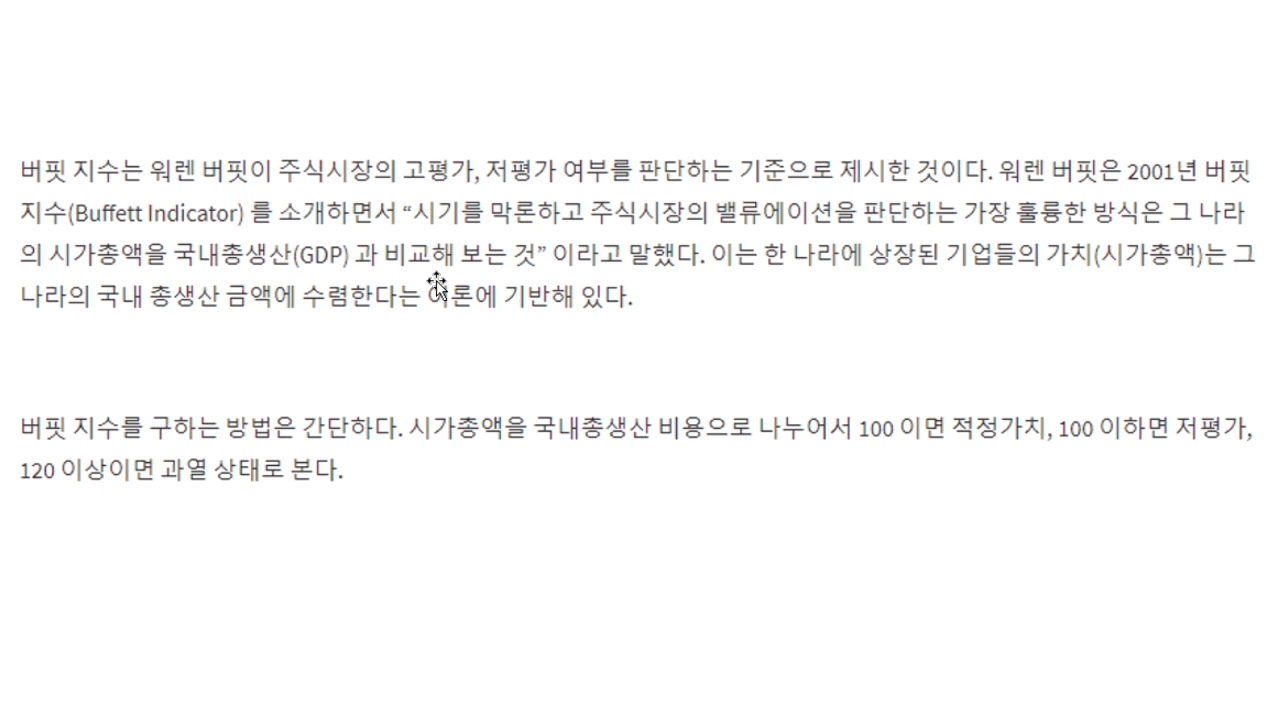 버핏 지수는 워렌 버핏이 주식시장의 고평가, 저평가 여부를 판단하는 기준으로 제시한 것이다. 워렌 버핏은 2001년 버핏
지수(Buffett Indicator) 를 소개하면서 “시기를 막론하고 주식시장의 밸류에이션을 판단하는 가장 훌륭한 방식은 그 나라
의 시가총액을 국내총생산(GDP) 과 비교해 보는 것” 이라고 말했다. 이는 한 나라에 상장된 기업들의 가치(시가총액)는 그
나라의 국내 총생산 금액에 수렴한다는 이론에 기반해 있다.
버핏 지수를 구하는 방법은 간단하다. 시가총액을 국내총생산 비용으로 나누어서 100 이면 적정가치, 100 이하면 저평가,
120 이상이면 과열 상태로 본다.